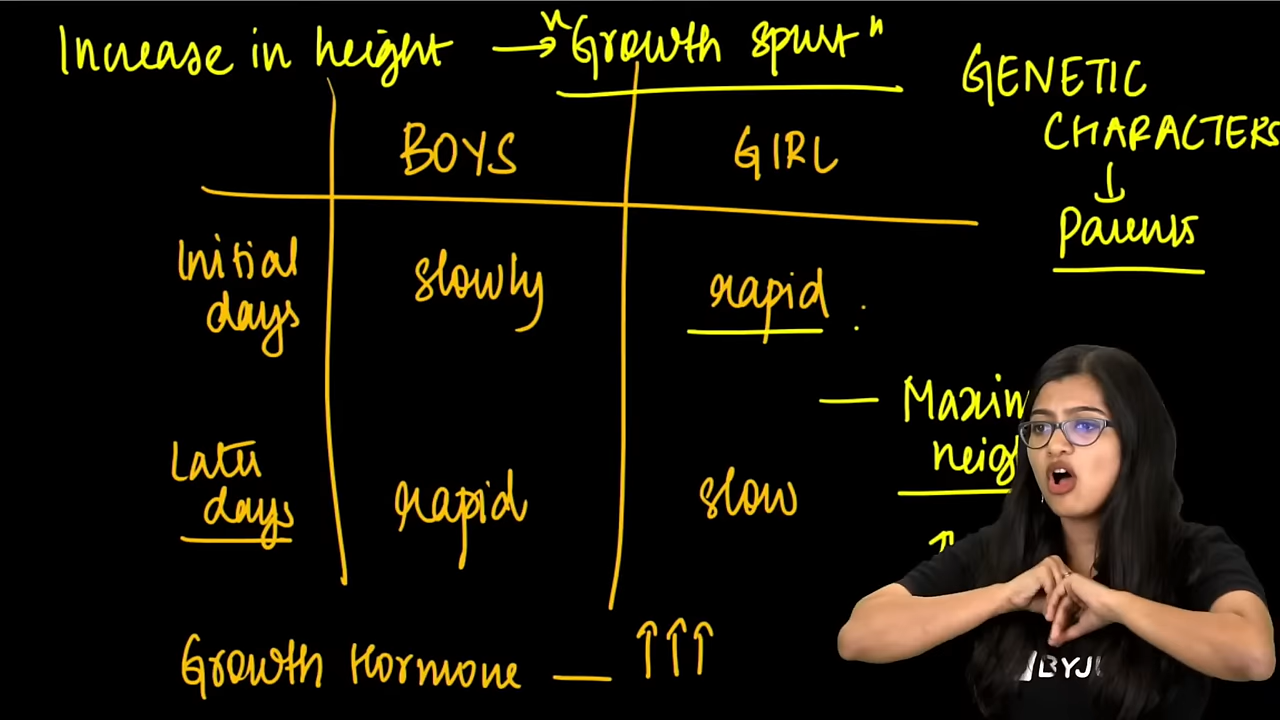 Increase in height → "Growth spurt"
GENETIC
CHARACTERS
↓
Parents
BOYS GIRL
Initial
days slowly rapid :
Later
days rapid slow
—
Growth Hormone — ↑↑↑
BYJU